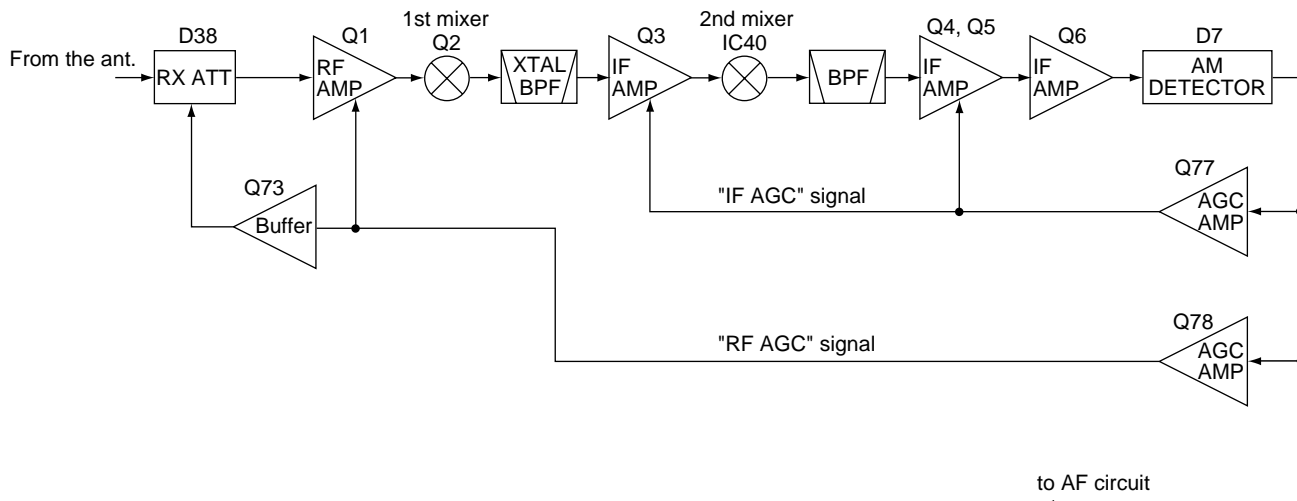 From the ant.
D38
RX ATT
Q1
RF
AMP
1st mixer
Q2
XTAL
BPF
Q3
IF
AMP
2nd mixer
IC40
BPF
Q4, Q5
IF
AMP
Q6
IF
AMP
D7
AM
DETECTOR
Q73
Buffer
"IF AGC" signal
Q77
AGC
AMP
"RF AGC" signal
Q78
AGC
AMP
to AF circuit